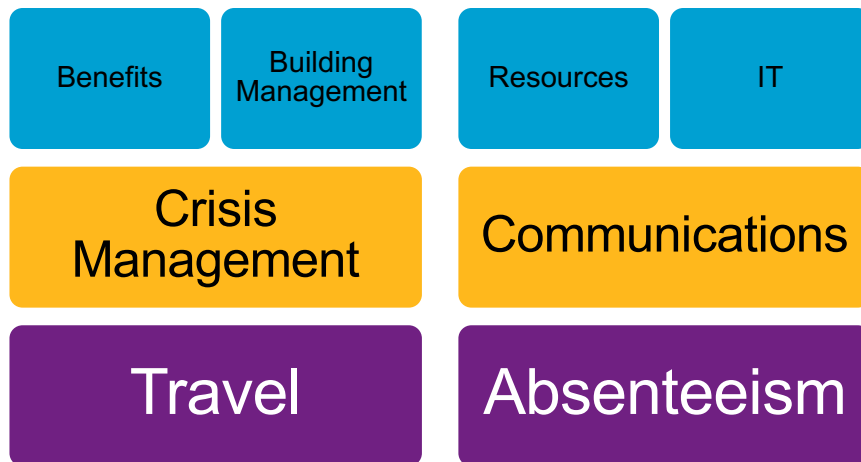 Benefits
Building
Management
Resources
IT
Crisis
Management
Communications
Travel
Absenteeism